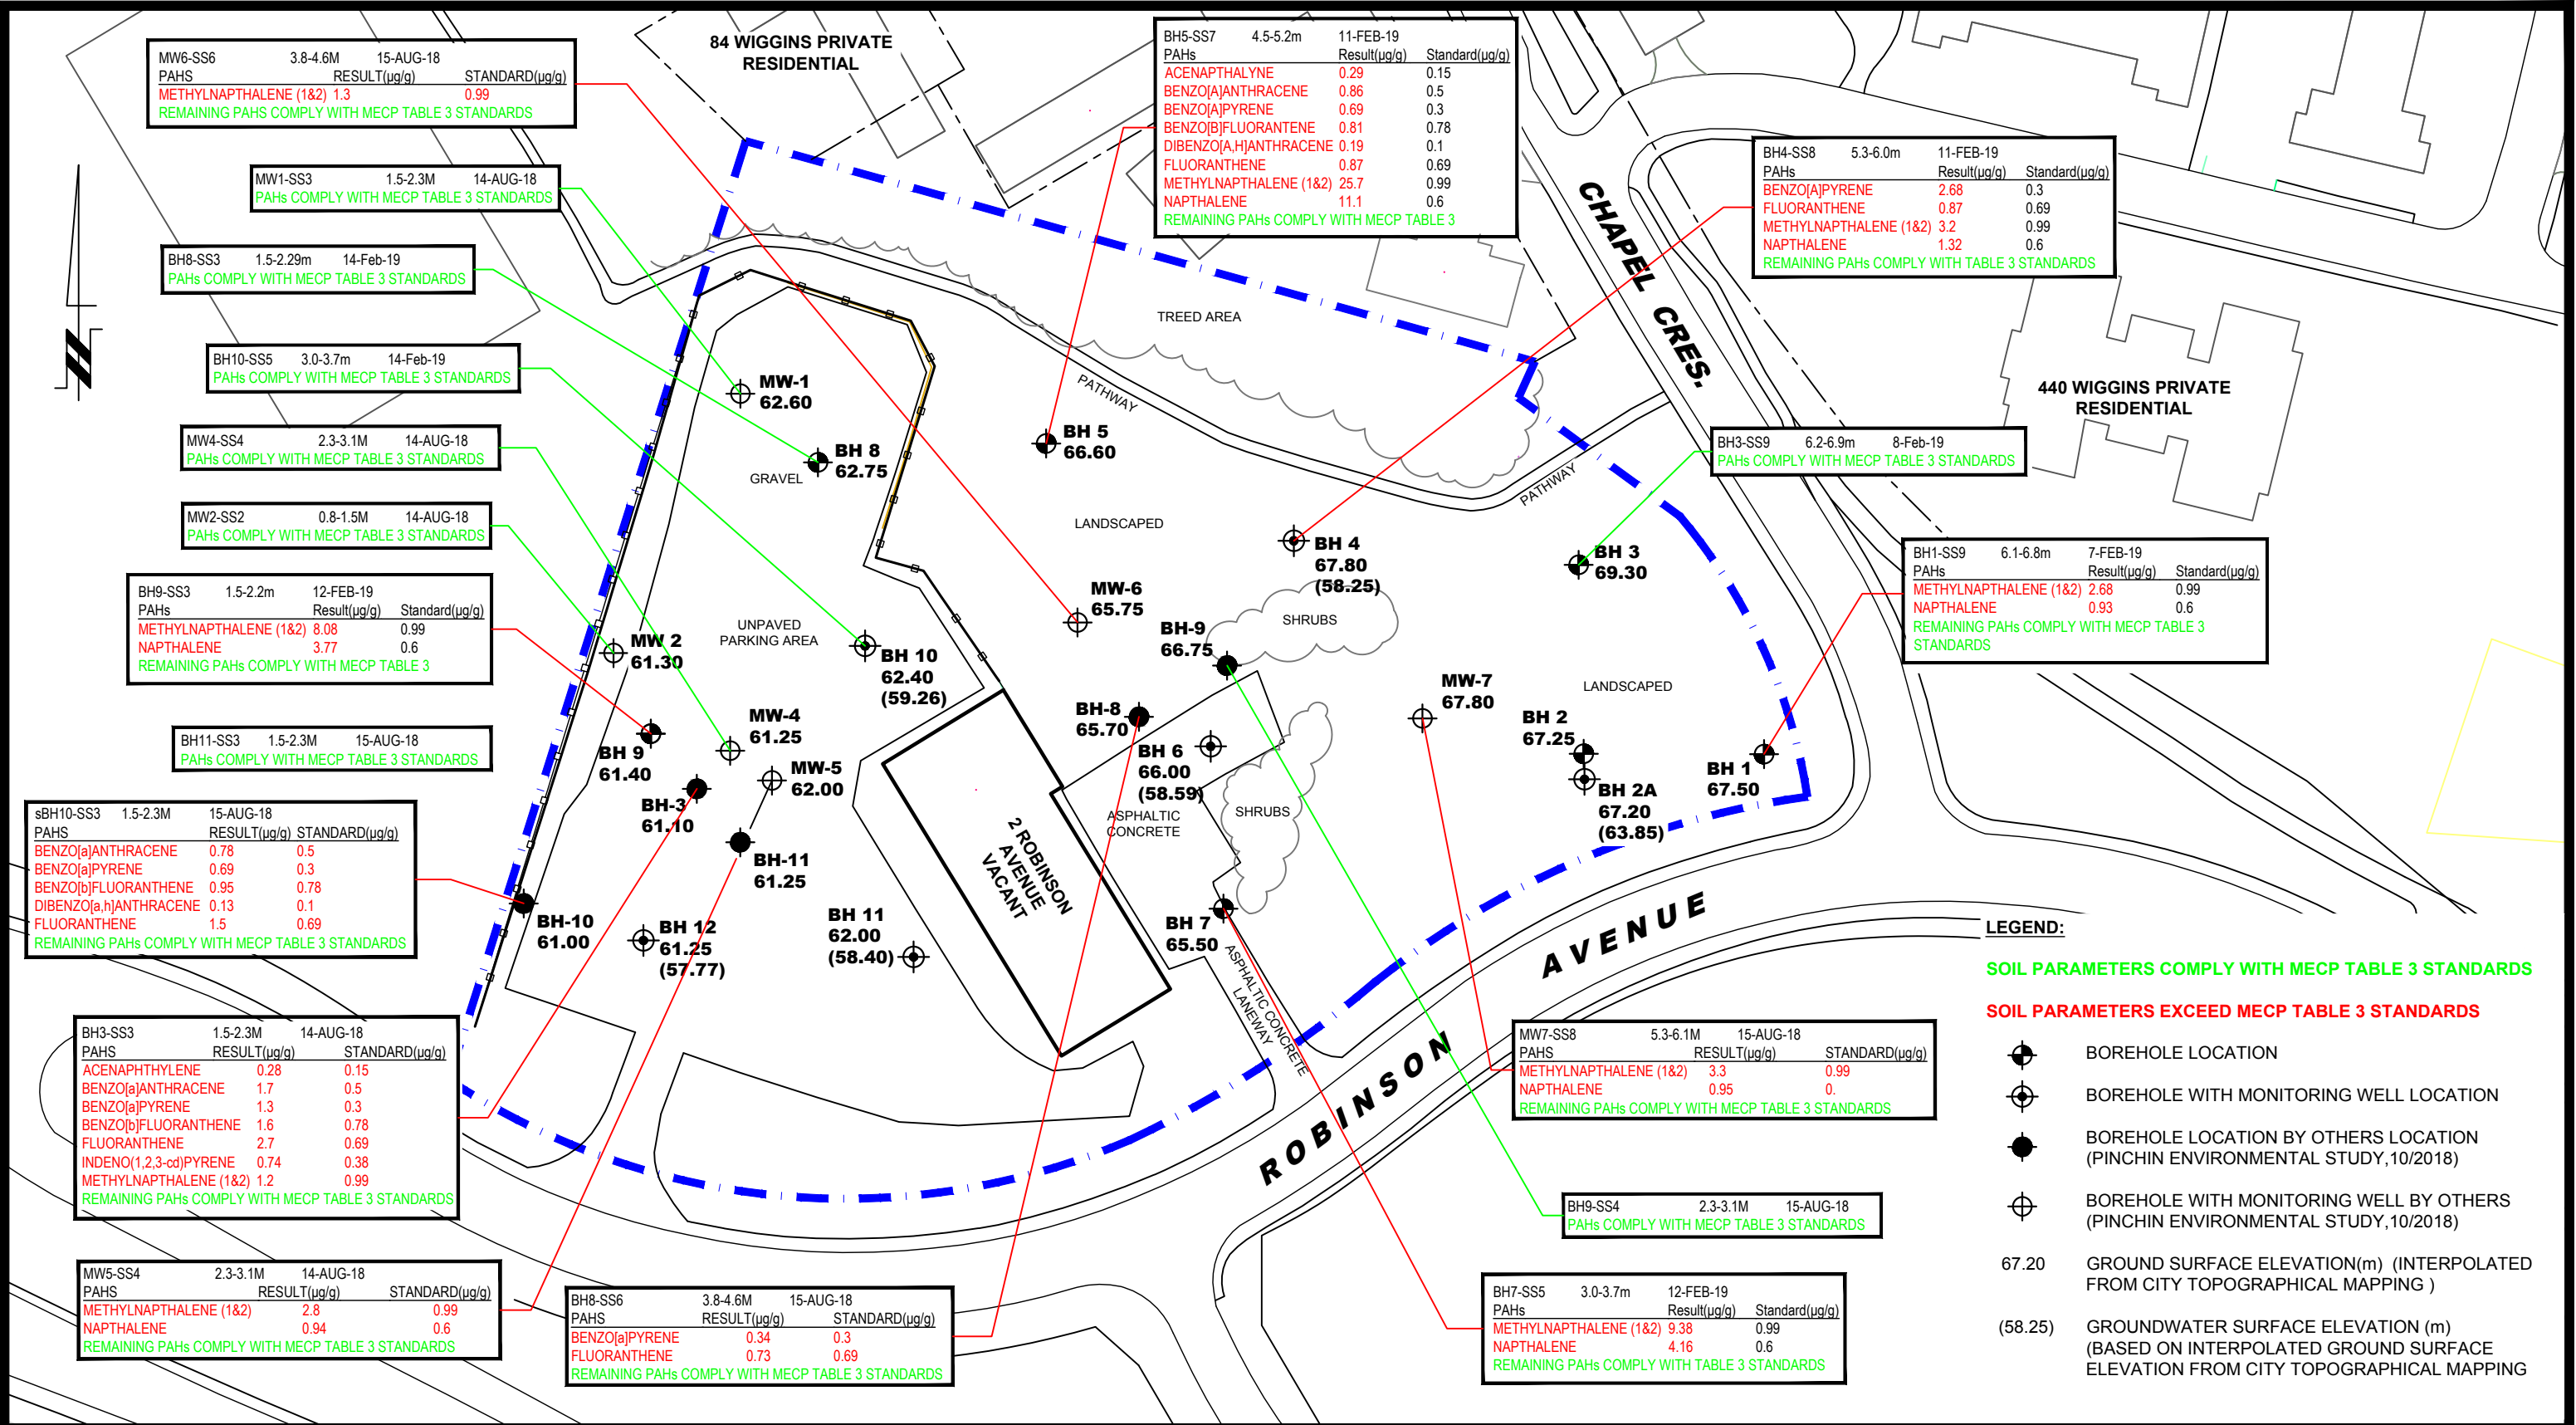 84 WIGGINS PRIVATE
RESIDENTIAL
MW6-SS6 3.8-4.6M 15-AUG-18
PAHS RESULT(µg/g) STANDARD(µg/g)
METHYLNAPTHALENE (1&2) 1.3 0.99
REMAINING PAHS COMPLY WITH MECP TABLE 3 STANDARDS
MW1-SS3 1.5-2.3M 14-AUG-18
PAHs COMPLY WITH MECP TABLE 3 STANDARDS
BH8-SS3 1.5-2.29m 14-Feb-19
PAHs COMPLY WITH MECP TABLE 3 STANDARDS
BH10-SS5 3.0-3.7m 14-Feb-19
PAHs COMPLY WITH MECP TABLE 3 STANDARDS
MW4-SS4 2.3-3.1M 14-AUG-18
PAHs COMPLY WITH MECP TABLE 3 STANDARDS
MW2-SS2 0.8-1.5M 14-AUG-18
PAHs COMPLY WITH MECP TABLE 3 STANDARDS
BH9-SS3 1.5-2.2m 12-FEB-19
PAHs Result(µg/g) Standard(µg/g)
METHYLNAPTHALENE (1&2) 8.08 0.99
NAPTHALENE 3.77 0.6
REMAINING PAHs COMPLY WITH MECP TABLE 3
BH11-SS3 1.5-2.3M 15-AUG-18
PAHs COMPLY WITH MECP TABLE 3 STANDARDS
sBH10-SS3 1.5-2.3M 15-AUG-18
PAHS RESULT(µg/g) STANDARD(µg/g)
BENZO[a]ANTHRACENE 0.78 0.5
BENZO[a]PYRENE 0.69 0.3
BENZO[b]FLUORANTHENE 0.95 0.78
DIBENZO[a,h]ANTHRACENE 0.13 0.1
FLUORANTHENE 1.5 0.69
REMAINING PAHs COMPLY WITH MECP TABLE 3 STANDARDS
BH3-SS3 1.5-2.3M 14-AUG-18
PAHS RESULT(µg/g) STANDARD(µg/g)
ACENAPHTHYLENE 0.28 0.15
BENZO[a]ANTHRACENE 1.7 0.5
BENZO[a]PYRENE 1.3 0.3
BENZO[b]FLUORANTHENE 1.6 0.78
FLUORANTHENE 2.7 0.69
INDENO(1,2,3-cd)PYRENE 0.74 0.38
METHYLNAPTHALENE (1&2) 1.2 0.99
REMAINING PAHs COMPLY WITH MECP TABLE 3 STANDARDS
MW5-SS4 2.3-3.1M 14-AUG-18
PAHS RESULT(µg/g) STANDARD(µg/g)
METHYLNAPTHALENE (1&2) 2.8 0.99
NAPTHALENE 0.94 0.6
REMAINING PAHs COMPLY WITH MECP TABLE 3 STANDARDS
BH8-SS6 3.8-4.6M 15-AUG-18
PAHS RESULT(µg/g) STANDARD(µg/g)
BENZO[a]PYRENE 0.34 0.3
FLUORANTHENE 0.73 0.69
REMAINING PAHs COMPLY WITH MECP TABLE 3 STANDARDS
BH5-SS7 4.5-5.2m 11-FEB-19
PAHs Result(µg/g) Standard(µg/g)
ACENAPTHALYNE 0.29 0.15
BENZO[A]ANTHRACENE 0.86 0.5
BENZO[A]PYRENE 0.69 0.3
BENZO[B]FLUORANTENE 0.81 0.78
DIBENZO[A,H]ANTHRACENE 0.19 0.1
FLUORANTHENE 0.87 0.69
METHYLNAPTHALENE (1&2) 25.7 0.99
NAPTHALENE 11.1 0.6
REMAINING PAHs COMPLY WITH MECP TABLE 3
BH4-SS8 5.3-6.0m 11-FEB-19
PAHs Result(µg/g) Standard(µg/g)
BENZO[A]PYRENE 2.68 0.3
FLUORANTHENE 0.87 0.69
METHYLNAPTHALENE (1&2) 3.2 0.99
NAPTHALENE 1.32 0.6
REMAINING PAHs COMPLY WITH TABLE 3 STANDARDS
BH3-SS9 6.2-6.9m 8-Feb-19
PAHs COMPLY WITH MECP TABLE 3 STANDARDS
BH1-SS9 6.1-6.8m 7-FEB-19
PAHs Result(µg/g) Standard(µg/g)
METHYLNAPTHALENE (1&2) 2.68 0.99
NAPTHALENE 0.93 0.6
REMAINING PAHs COMPLY WITH MECP TABLE 3
STANDARDS
MW7-SS8 5.3-6.1M 15-AUG-18
PAHS RESULT(µg/g) STANDARD(µg/g)
METHYLNAPTHALENE (1&2) 3.3 0.99
NAPTHALENE 0.95 0.
REMAINING PAHs COMPLY WITH MECP TABLE 3 STANDARDS
BH9-SS4 2.3-3.1M 15-AUG-18
PAHs COMPLY WITH MECP TABLE 3 STANDARDS
BH7-SS5 3.0-3.7m 12-FEB-19
PAHs Result(µg/g) Standard(µg/g)
METHYLNAPTHALENE (1&2) 9.38 0.99
NAPTHALENE 4.16 0.6
REMAINING PAHs COMPLY WITH TABLE 3 STANDARDS
CHAPEL CRES.
440 WIGGINS PRIVATE
RESIDENTIAL
TREED AREA
PATHWAY
PATHWAY
MW-1
62.60
BH 8
62.75
GRAVEL
BH 5
66.60
LANDSCAPED
BH 4
67.80
(58.25)
BH 3
69.30
MW-6
65.75
SHRUBS
BH-9
66.75
UNPAVED
PARKING AREA
MW 2
61.30
BH 10
62.40
(59.26)
MW-7
67.80
LANDSCAPED
BH-8
65.70
BH 6
66.00
(58.59)
BH 2
67.25
BH 2A
67.20
(63.85)
BH 1
67.50
MW-4
61.25
BH 9
61.40
MW-5
62.00
BH-3
61.10
BH-11
61.25
ASPHALTIC
CONCRETE
SHRUBS
2 ROBINSON
AVENUE
VACANT
BH-10
61.00
BH 12
61.25
(57.77)
BH 11
62.00
(58.40)
BH 7
65.50
ASPHALTIC CONCRETE
LANEWAY
ROBINSON AVENUE
LEGEND:
SOIL PARAMETERS COMPLY WITH MECP TABLE 3 STANDARDS
SOIL PARAMETERS EXCEED MECP TABLE 3 STANDARDS
BOREHOLE LOCATION
BOREHOLE WITH MONITORING WELL LOCATION
BOREHOLE LOCATION BY OTHERS LOCATION
(PINCHIN ENVIRONMENTAL STUDY,10/2018)
BOREHOLE WITH MONITORING WELL BY OTHERS
(PINCHIN ENVIRONMENTAL STUDY,10/2018)
67.20 GROUND SURFACE ELEVATION(m) (INTERPOLATED
FROM CITY TOPOGRAPHICAL MAPPING )
(58.25) GROUNDWATER SURFACE ELEVATION (m)
(BASED ON INTERPOLATED GROUND SURFACE
ELEVATION FROM CITY TOPOGRAPHICAL MAPPING